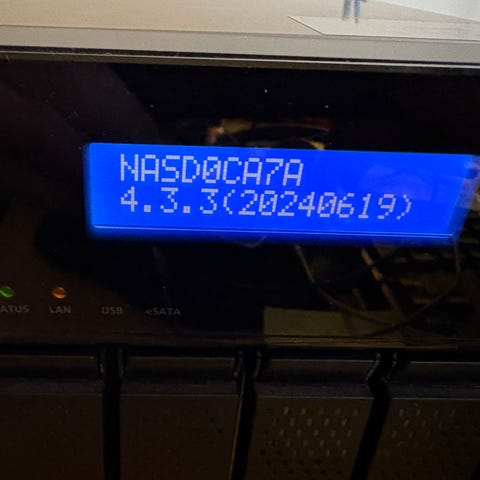 NASD0CA7A
4.3.3(20240619)
STATUS LAN USB eSATA